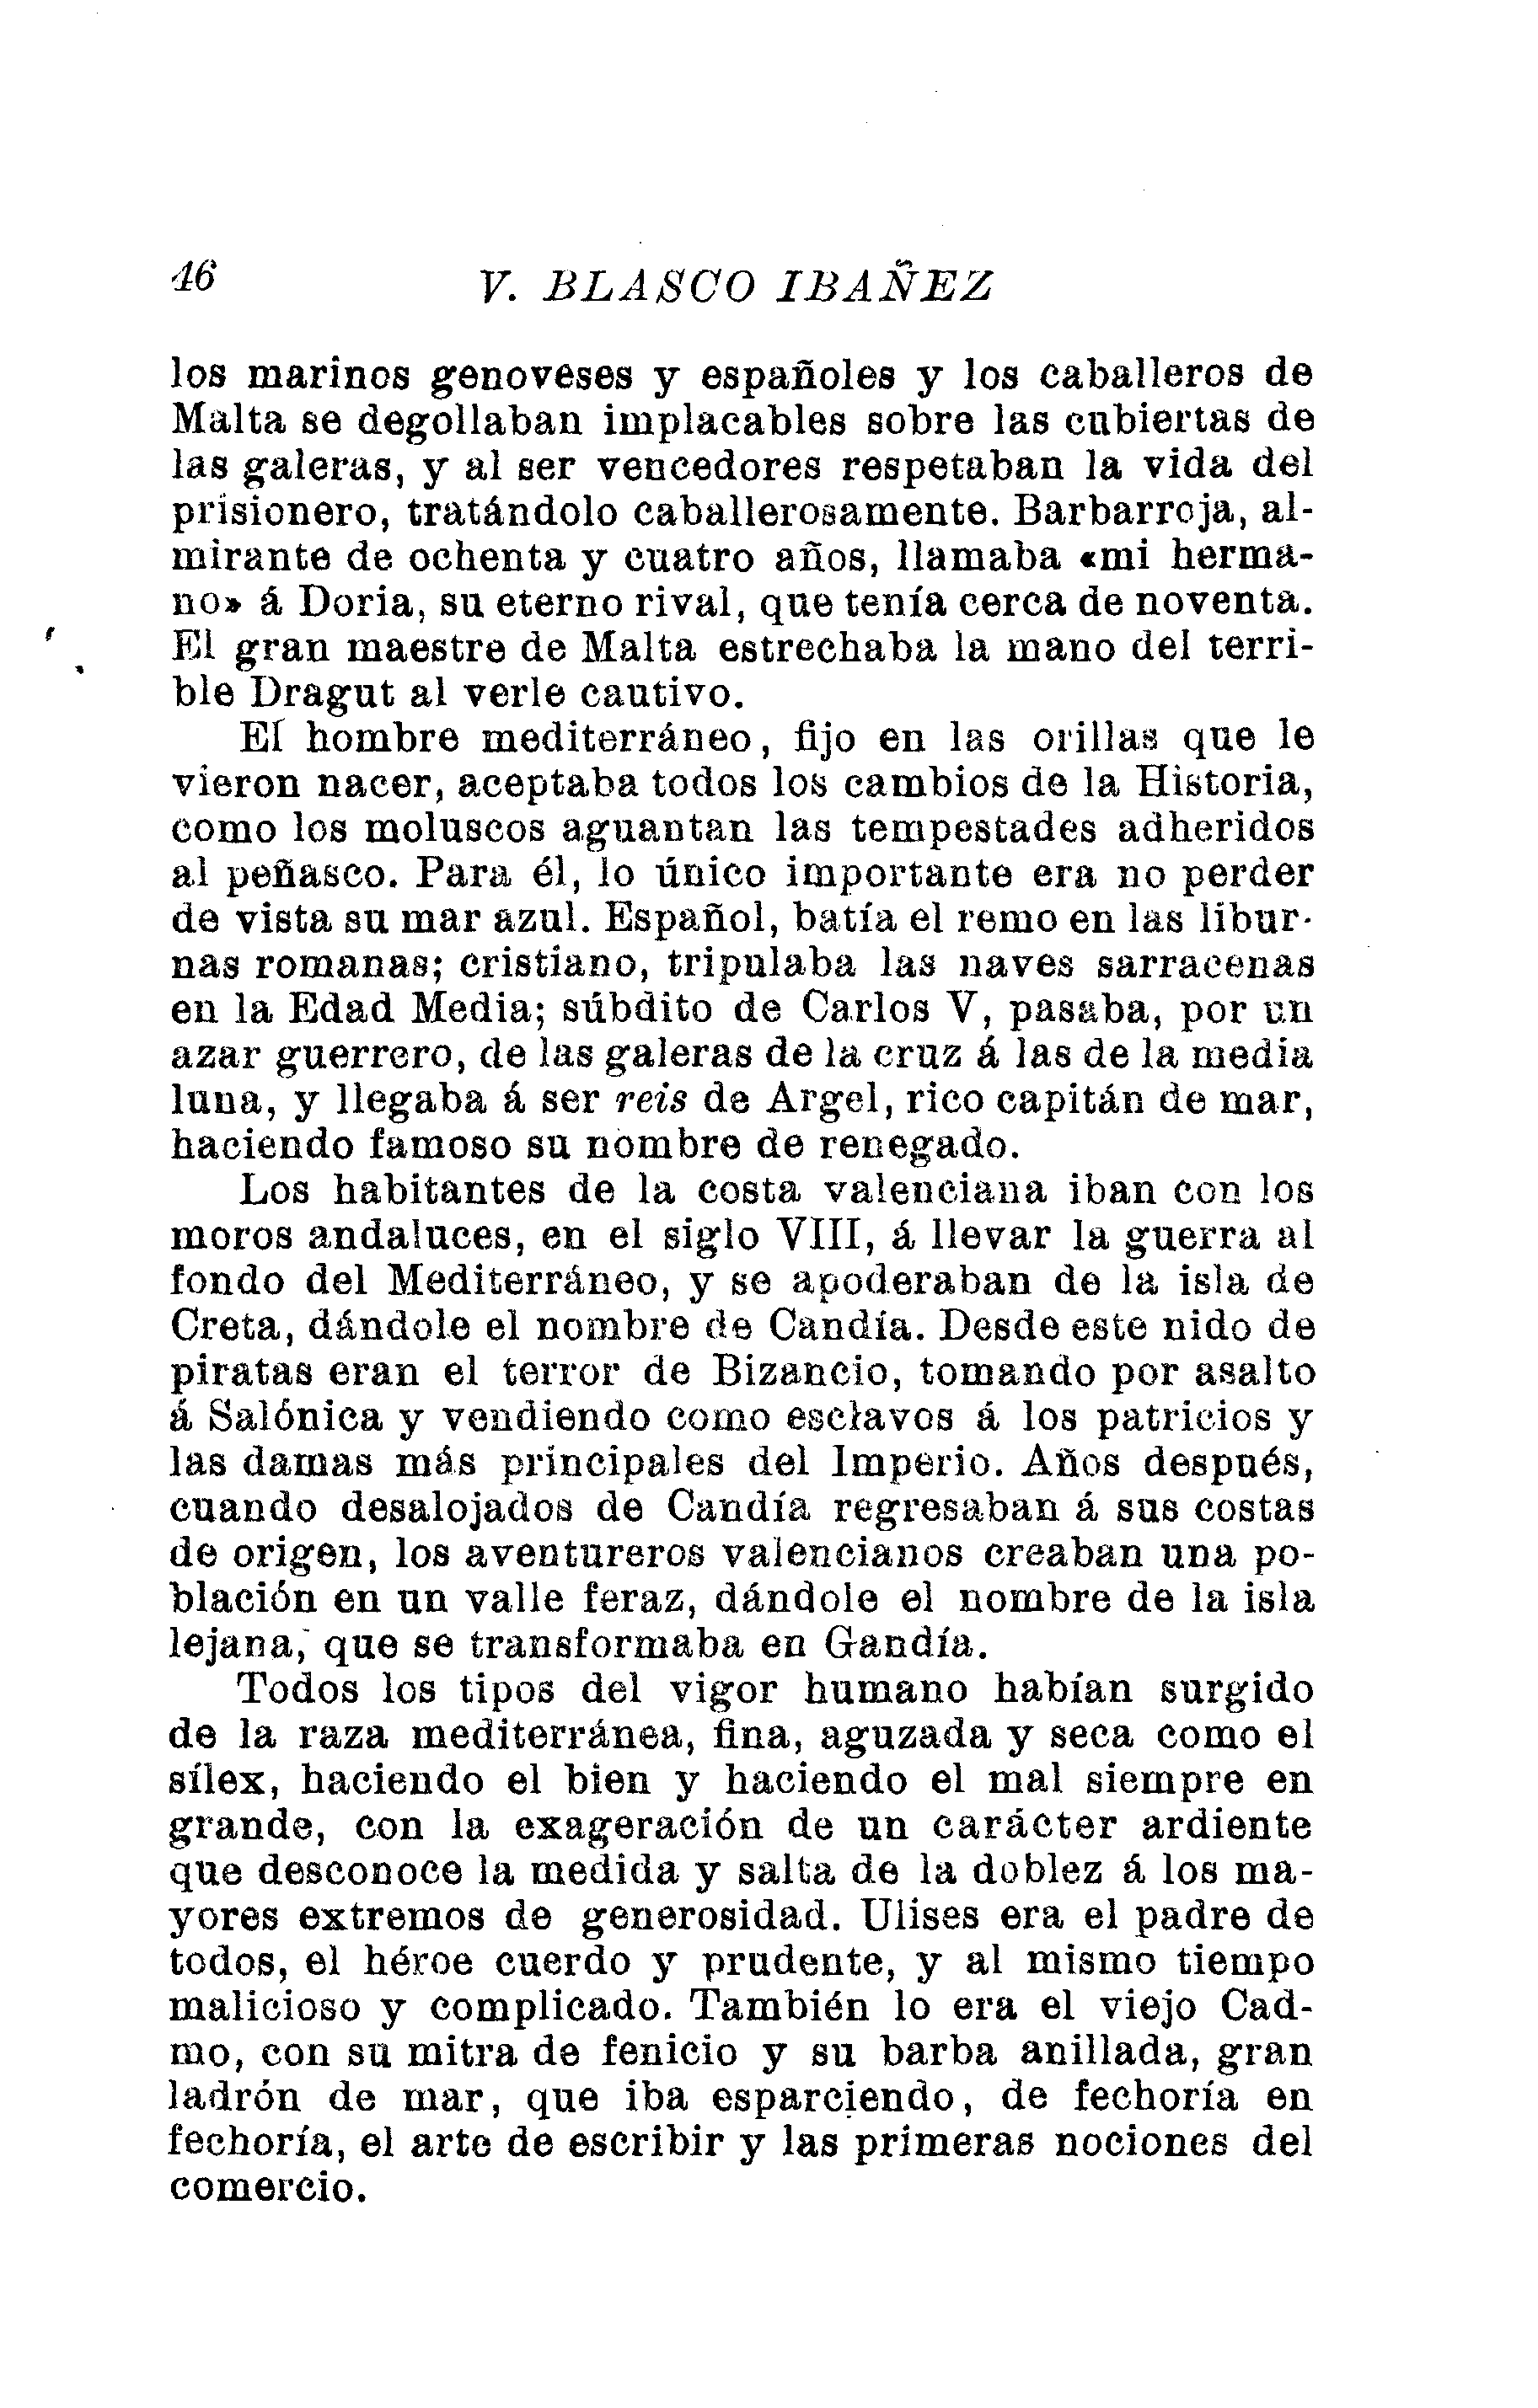 46
V. BLASCO IBAÑEZ
los marinos genoveses y españoles y los caballeros de
Malta se degollaban implacables sobre las cubiertas de
las galeras, y al ser vencedores respetaban la vida del
prisionero, tratándolo caballerosamente. Barbarroja, al-
mirante de ochenta y cuatro años, llamaba «mi herma-
no» á Doria, su eterno rival, que tenía cerca de noventa.
El gran maestre de Malta estrechaba la mano del terri-
ble Dragut al verle cautivo.
El hombre mediterráneo, fijo en las orillas que le
vieron nacer, aceptaba todos los cambios de la Historia,
como los moluscos aguantan las tempestades adheridos
al peñasco. Para él, lo único importante era no perder
de vista su mar azul. Español, batía el remo en las libur-
nas romanas; cristiano, tripulaba las naves sarracenas
en la Edad Media; súbdito de Carlos V, pasaba, por un
azar guerrero, de las galeras de la cruz á las de la media
luna, y llegaba á ser reis de Argel, rico capitán de mar,
haciendo famoso su nombre de renegado.
Los habitantes de la costa valenciana iban con los
moros andaluces, en el siglo VIII, á llevar la guerra al
fondo del Mediterráneo, y se apoderaban de la isla de
Creta, dándole el nombre de Candía. Desde este nido de
piratas eran el terror de Bizancio, tomando por asalto
á Salónica y vendiendo como esclavos á los patricios y
las damas más principales del Imperio. Años después,
cuando desalojados de Candía regresaban á sus costas
de origen, los aventureros valencianos creaban una po-
blación en un valle feraz, dándole el nombre de la isla
lejana, que se transformaba en Gandía.
Todos los tipos del vigor humano habían surgido
de la raza mediterránea, fina, aguzada y seca como el
sílex, haciendo el bien y haciendo el mal siempre en
grande, con la exageración de un carácter ardiente
que desconoce la medida y salta de la doblez á los ma-
yores extremos de generosidad. Ulises era el padre de
todos, el héroe cuerdo y prudente, y al mismo tiempo
malicioso y complicado. También lo era el viejo Cad-
mo, con su mitra de fenicio y su barba anillada, gran
ladrón de mar, que iba esparciendo, de fechoría en
fechoría, el arte de escribir y las primeras nociones del
comercio.